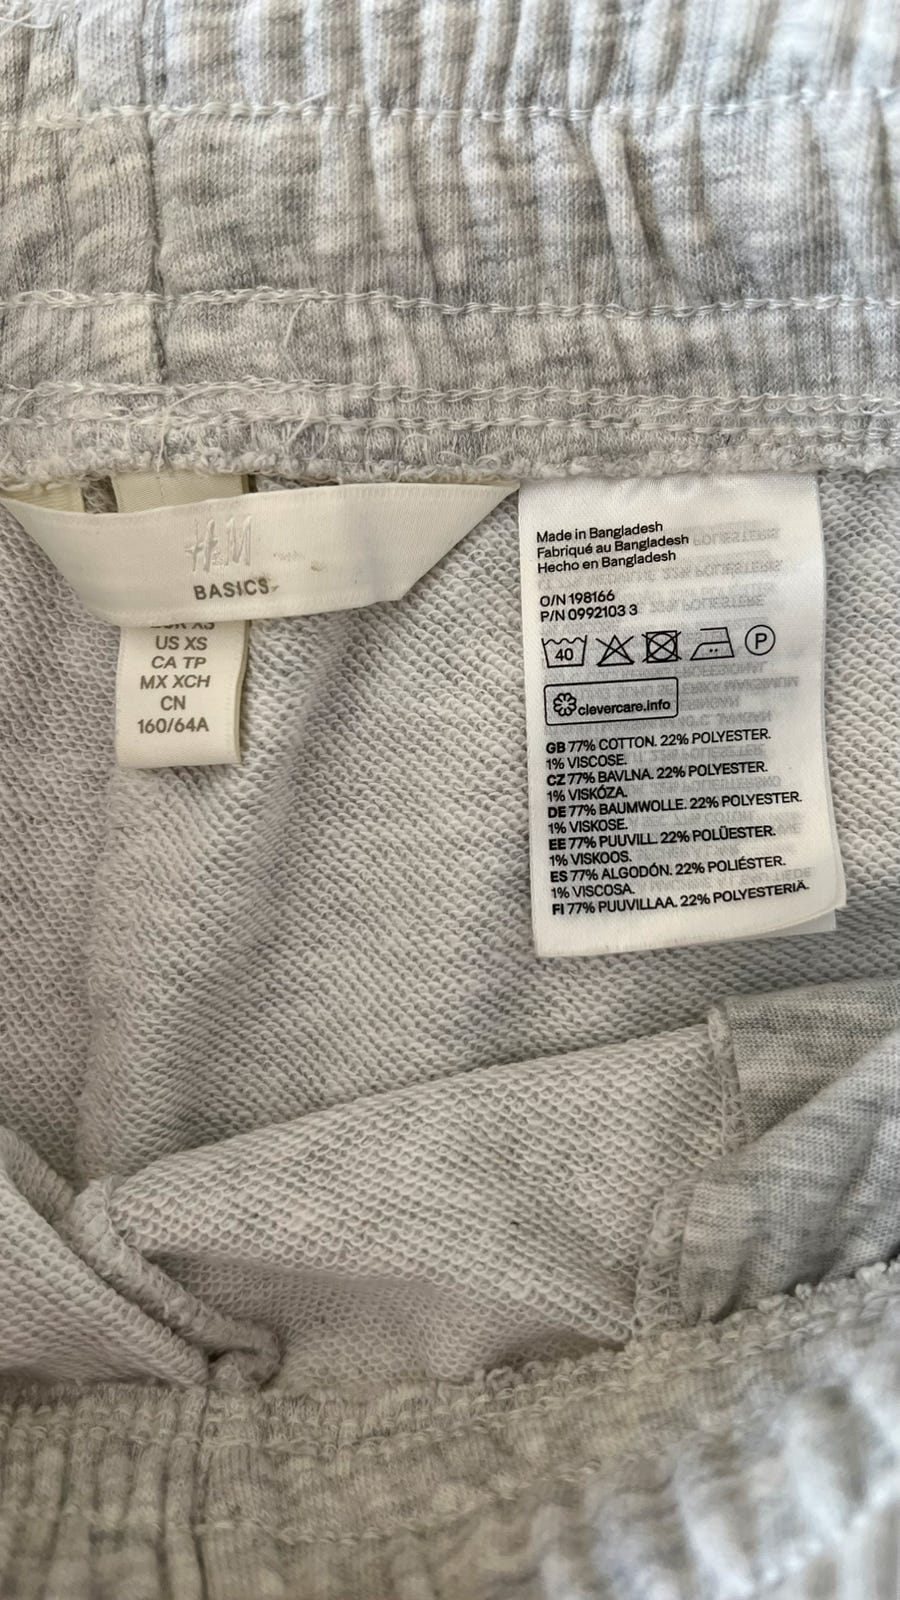 H&M
BASICS
EUR XS
US XS
CA TP
MX XCH
CN
160/64A
Made in Bangladesh
Fabriqué au Bangladesh
Hecho en Bangladesh
O/N 198166
P/N 0992103 3
40
P
clevercare.info
GB 77% COTTON. 22% POLYESTER.
1% VISCOSE.
CZ 77% BAVLNA. 22% POLYESTER.
1% VISKÓZA.
DE 77% BAUMWOLLE. 22% POLYESTER.
1% VISKOSE.
EE 77% PUUVILL. 22% POLÜESTER.
1% VISKOOS.
ES 77% ALGODÓN. 22% POLIÉSTER.
1% VISCOSA.
FI 77% PUUVILLAA. 22% POLYESTERIÄ.